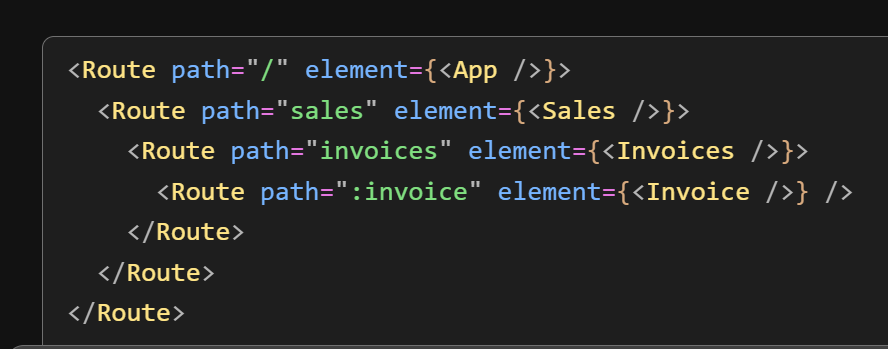 <Route path="/" element={<App />}>
<Route path="sales" element={<Sales />}>
<Route path="invoices" element={<Invoices />}>
<Route path=":invoice" element={<Invoice />} />
</Route>
</Route>
</Route>